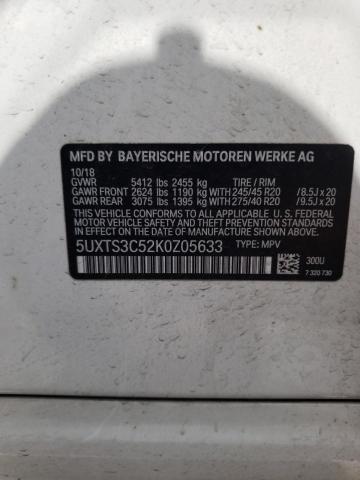 MFD BY BAYERISCHE MOTOREN WERKE AG
10/18
GVWR 5412 lbs 2455 kg TIRE / RIM
GAWR FRONT 2624 lbs 1190 kg WITH 245/45 R20 /8.5J x 20
GAWR REAR 3075 lbs 1395 kg WITH 275/40 R20 /9.5J x 20
THIS VEHICLE CONFORMS TO ALL APPLICABLE U.S. FEDERAL
MOTOR VEHICLE SAFETY STANDARDS IN EFFECT ON THE
DATE OF MANUFACTURE SHOWN ABOVE.
5UXTS3C52K0Z05633 TYPE: MPV
300U
7 320 730